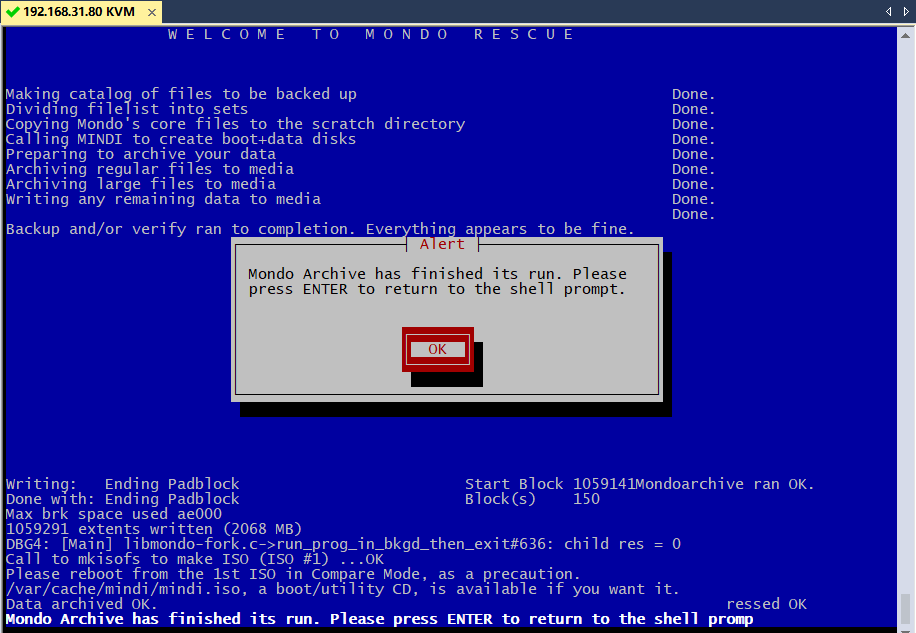 192.168.31.80 KVM
WELCOME TO MONDO RESCUE
Making catalog of files to be backed up Done.
Dividing filelist into sets Done.
Copying Mondo's core files to the scratch directory Done.
Calling MINDI to create boot+data disks Done.
Preparing to archive your data Done.
Archiving regular files to media Done.
Archiving large files to media Done.
Writing any remaining data to media Done.
Done.
Backup and/or verify ran to completion. Everything appears to be fine.
Alert
Mondo Archive has finished its run. Please
press ENTER to return to the shell prompt.
OK
Writing: Ending Padblock Start Block 1059141Mondoarchive ran OK.
Done with: Ending Padblock Block(s) 150
Max brk space used ae000
1059291 extents written (2068 MB)
DBG4: [Main] libmondo-fork.c->run_prog_in_bkgd_then_exit#636: child res = 0
Call to mkisofs to make ISO (ISO #1) ...OK
Please reboot from the 1st ISO in Compare Mode, as a precaution.
/var/cache/mindi/mindi.iso, a boot/utility CD, is available if you want it.
Data archived OK. ressed OK
Mondo Archive has finished its run. Please press ENTER to return to the shell promp